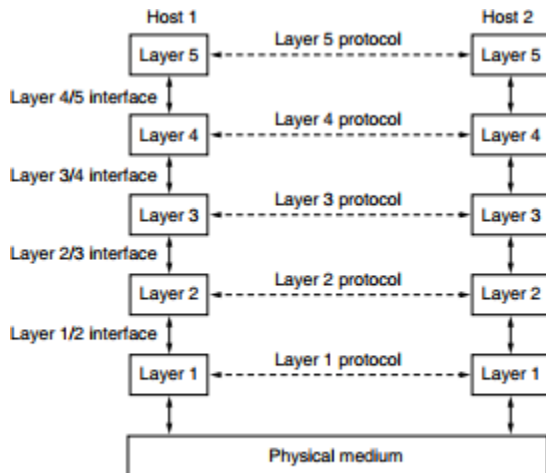 Host 1 Host 2
Layer 5 Layer 5 protocol Layer 5
Layer 4/5 interface
Layer 4 Layer 4 protocol Layer 4
Layer 3/4 interface
Layer 3 Layer 3 protocol Layer 3
Layer 2/3 interface
Layer 2 Layer 2 protocol Layer 2
Layer 1/2 interface
Layer 1 Layer 1 protocol Layer 1
Physical medium